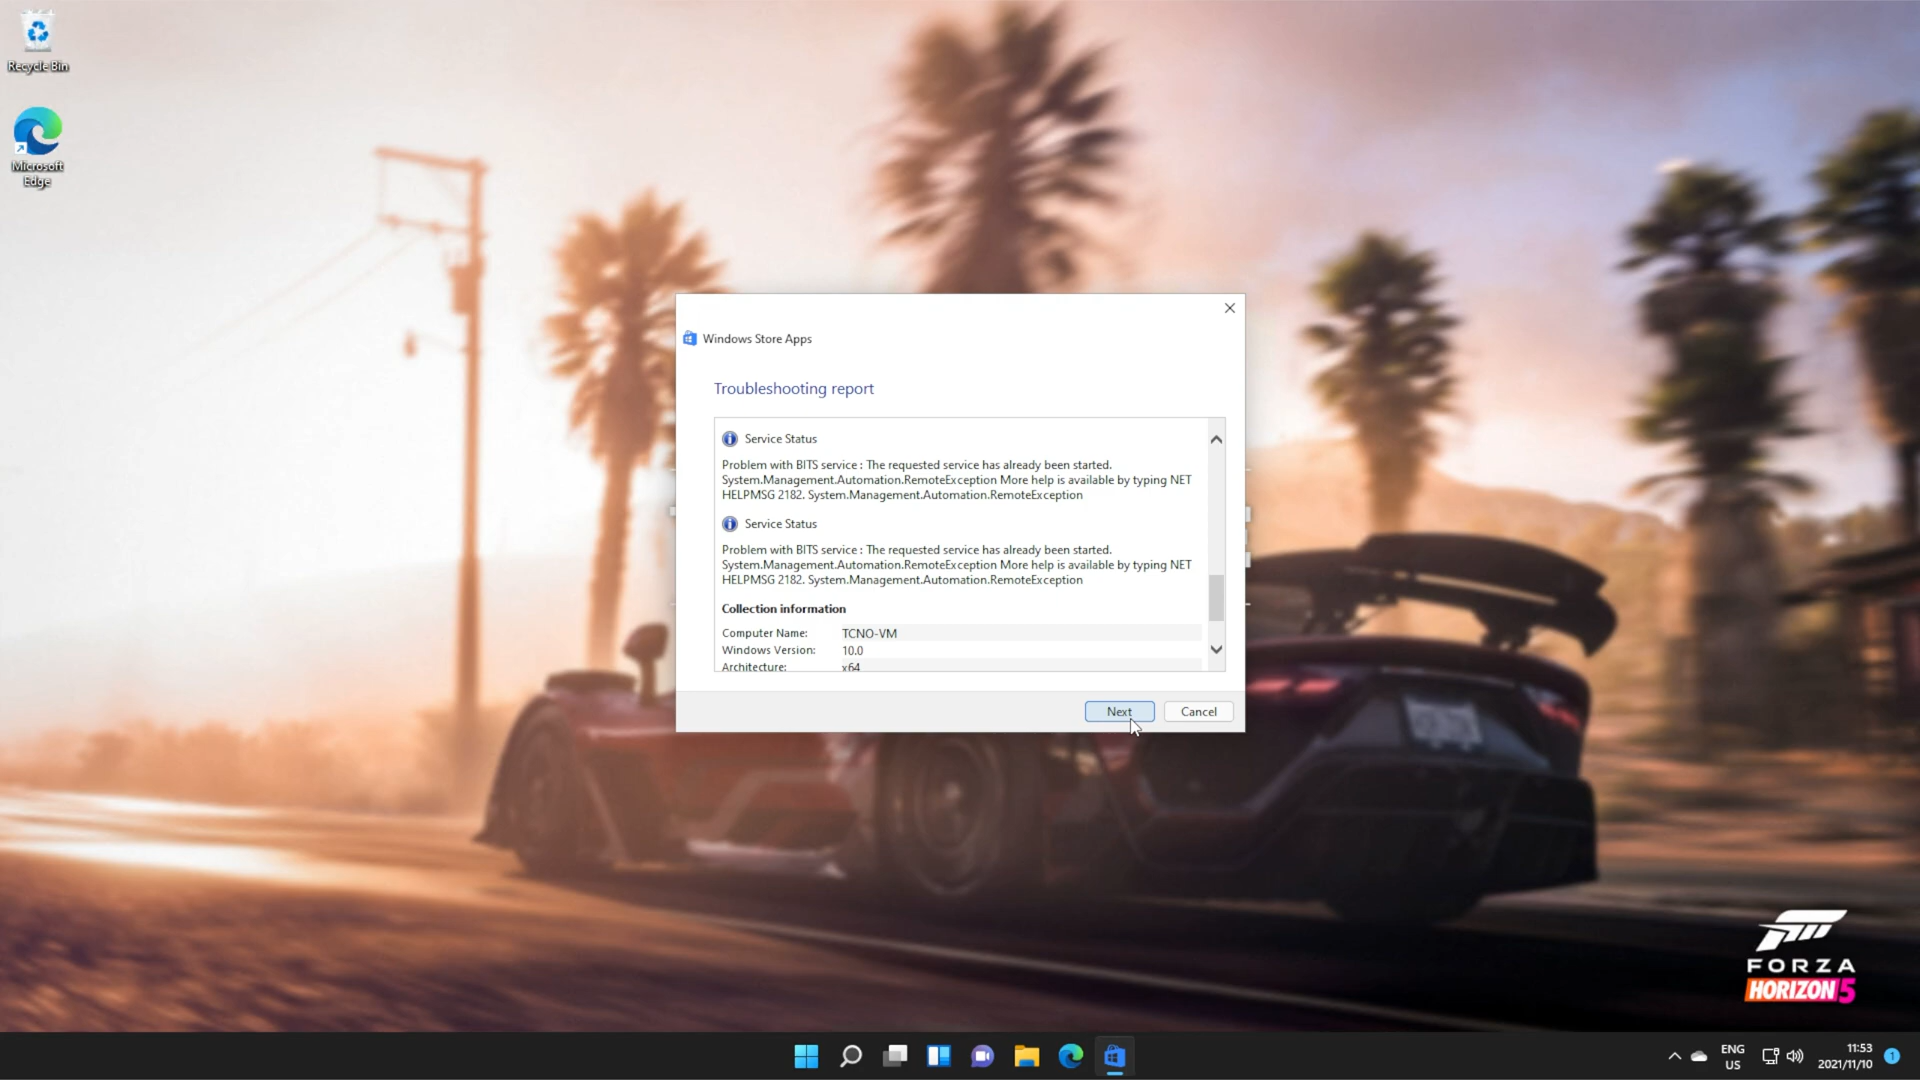 Recycle Bin
Microsoft
Edge
Windows Store Apps
Troubleshooting report
Service Status
Problem with BITS service : The requested service has already been started.
System.Management.Automation.RemoteException More help is available by typing NET
HELPMSG 2182. System.Management.Automation.RemoteException
Service Status
Problem with BITS service : The requested service has already been started.
System.Management.Automation.RemoteException More help is available by typing NET
HELPMSG 2182. System.Management.Automation.RemoteException
Collection information
Computer Name: TCNO-VM
Windows Version: 10.0
Architecture: x64
Next Cancel
FORZA
HORIZON 5
ENG
US
11:53
2021/11/10
1